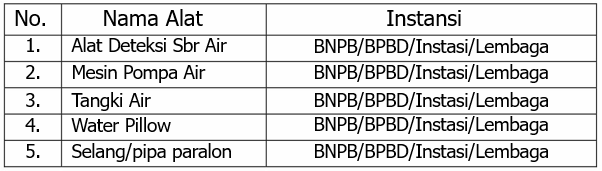 No. Nama Alat Instansi
1. Alat Deteksi Sbr Air BNPB/BPBD/Instasi/Lembaga
2. Mesin Pompa Air BNPB/BPBD/Instasi/Lembaga
3. Tangki Air BNPB/BPBD/Instasi/Lembaga
4. Water Pillow BNPB/BPBD/Instasi/Lembaga
5. Selang/pipa paralon BNPB/BPBD/Instasi/Lembaga